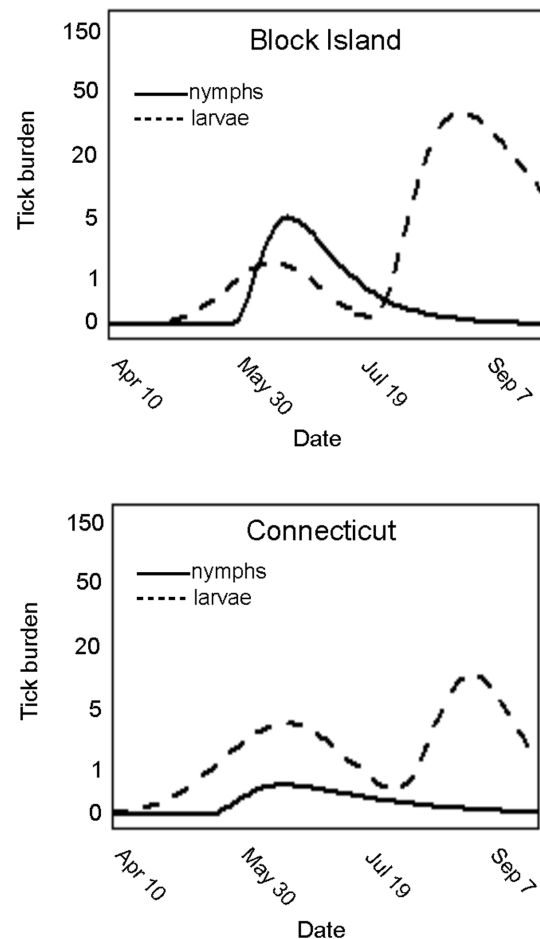 Block Island
150
50
20
5
1
0
Tick burden
nymphs
larvae
Apr 10
May 30
Jul 19
Sep 7
Date
Connecticut
150
50
20
5
1
0
Tick burden
nymphs
larvae
Apr 10
May 30
Jul 19
Sep 7
Date